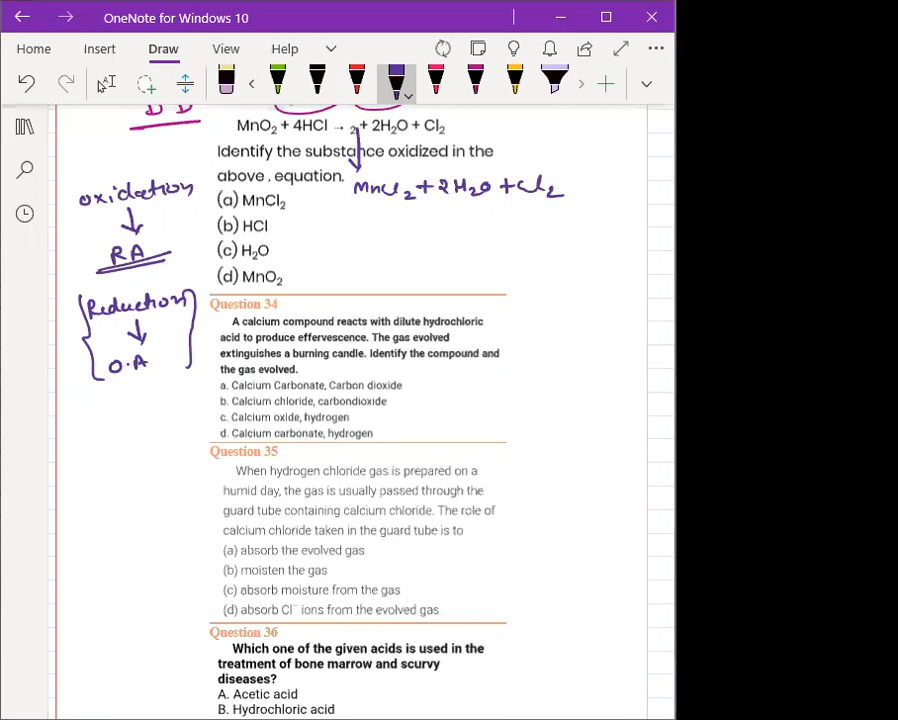 OneNote for Windows 10
Home Insert Draw View Help
MnO₂ + 4HCl → ₂ + 2H₂O + Cl₂
Identify the substance oxidized in the
above . equation.
MnCl₂ + 2H₂O + Cl₂
(a) MnCl₂
(b) HCl
(c) H₂O
(d) MnO₂
oxidation
↓
RA
Reduction
↓
O.A
Question 34
A calcium compound reacts with dilute hydrochloric
acid to produce effervescence. The gas evolved
extinguishes a burning candle. Identify the compound and
the gas evolved.
a. Calcium Carbonate, Carbon dioxide
b. Calcium chloride, carbondioxide
c. Calcium oxide, hydrogen
d. Calcium carbonate, hydrogen
Question 35
When hydrogen chloride gas is prepared on a
humid day, the gas is usually passed through the
guard tube containing calcium chloride. The role of
calcium chloride taken in the guard tube is to
(a) absorb the evolved gas
(b) moisten the gas
(c) absorb moisture from the gas
(d) absorb Cl⁻ ions from the evolved gas
Question 36
Which one of the given acids is used in the
treatment of bone marrow and scurvy
diseases?
A. Acetic acid
B. Hydrochloric acid